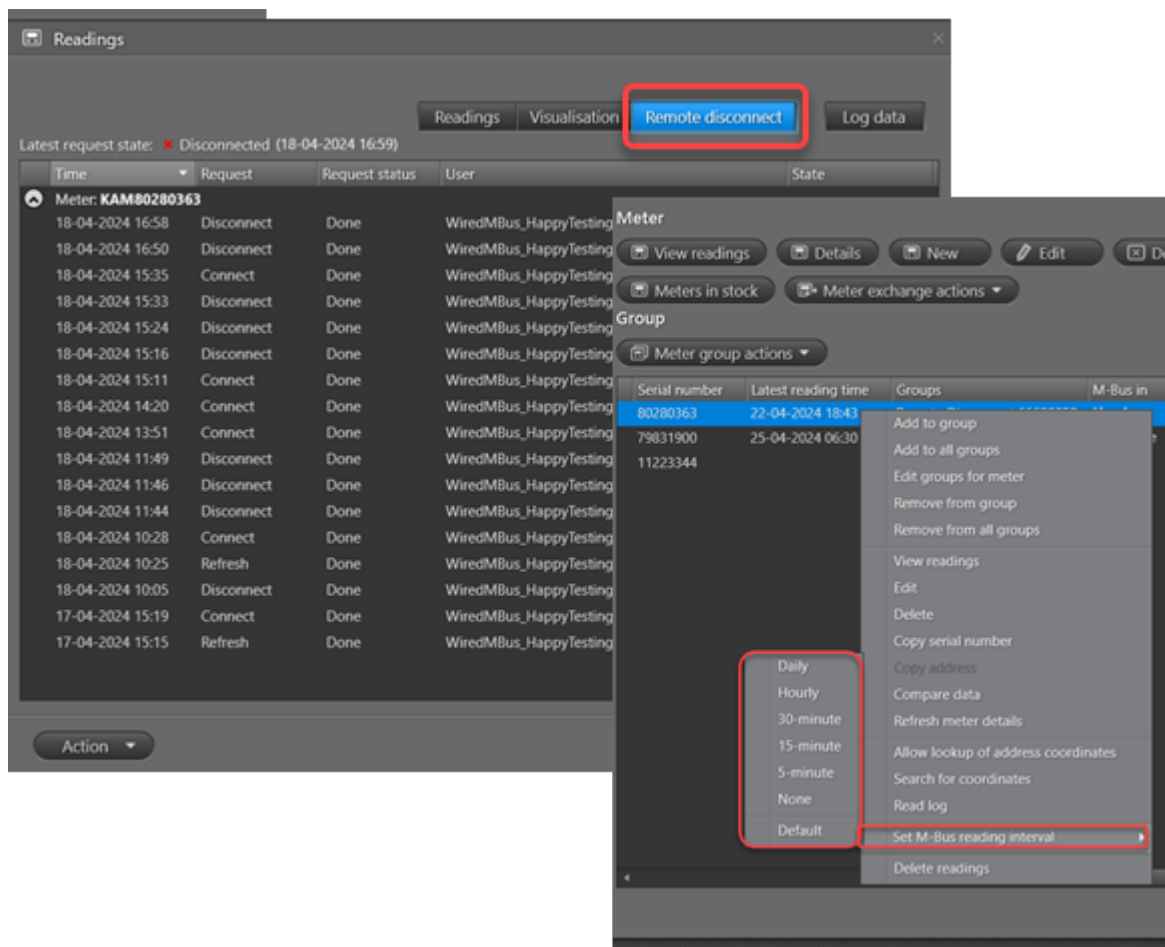 Readings
Readings Visualisation Remote disconnect Log data
Latest request state: Disconnected (18-04-2024 16:59)
Time Request Request status User State
Meter: KAM80280363
18-04-2024 16:58 Disconnect Done WiredMBus_HappyTesting
18-04-2024 16:50 Disconnect Done WiredMBus_HappyTesting
18-04-2024 15:35 Connect Done WiredMBus_HappyTesting
18-04-2024 15:33 Disconnect Done WiredMBus_HappyTesting
18-04-2024 15:24 Disconnect Done WiredMBus_HappyTesting
18-04-2024 15:16 Disconnect Done WiredMBus_HappyTesting
18-04-2024 15:11 Connect Done WiredMBus_HappyTesting
18-04-2024 14:20 Connect Done WiredMBus_HappyTesting
18-04-2024 13:51 Connect Done WiredMBus_HappyTesting
18-04-2024 11:49 Disconnect Done WiredMBus_HappyTesting
18-04-2024 11:46 Disconnect Done WiredMBus_HappyTesting
18-04-2024 11:44 Disconnect Done WiredMBus_HappyTesting
18-04-2024 10:28 Connect Done WiredMBus_HappyTesting
18-04-2024 10:25 Refresh Done WiredMBus_HappyTesting
18-04-2024 10:05 Disconnect Done WiredMBus_HappyTesting
17-04-2024 15:19 Connect Done WiredMBus_HappyTesting
17-04-2024 15:15 Refresh Done WiredMBus_HappyTesting
Action
Meter
View readings Details New Edit
Meters in stock Meter exchange actions
Group
Meter group actions
Serial number Latest reading time Groups M-Bus in
80280363 22-04-2024 18:43
79831900 25-04-2024 06:30
11223344
Add to group
Add to all groups
Edit groups for meter
Remove from group
Remove from all groups
View readings
Edit
Delete
Copy serial number
Copy address
Compare data
Refresh meter details
Allow lookup of address coordinates
Search for coordinates
Read log
Set M-Bus reading interval
Delete readings
Daily
Hourly
30-minute
15-minute
5-minute
None
Default